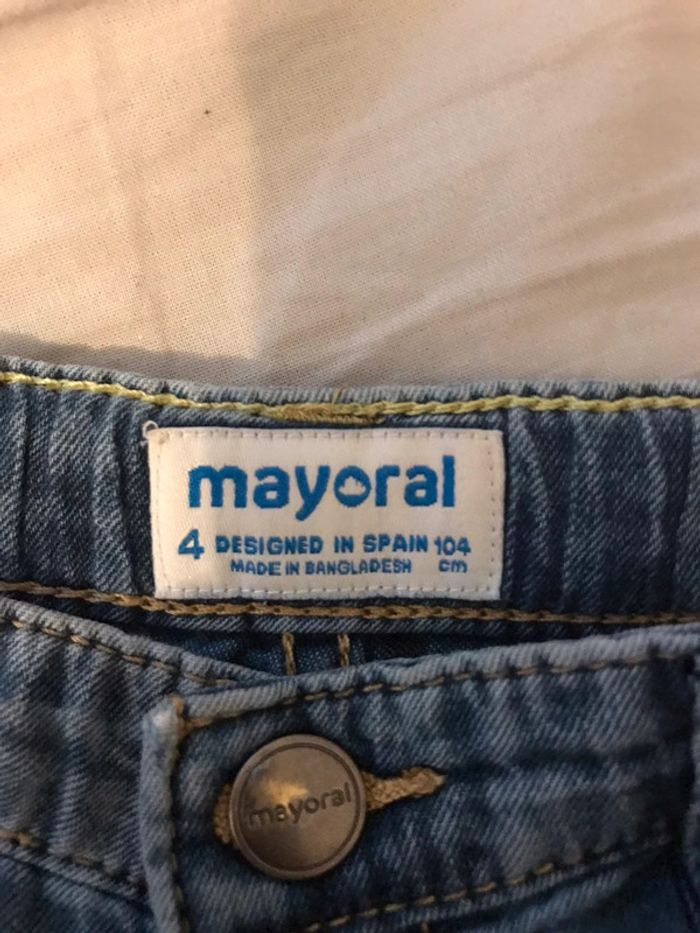 mayoral
4 DESIGNED IN SPAIN 104
MADE IN BANGLADESH cm
mayoral